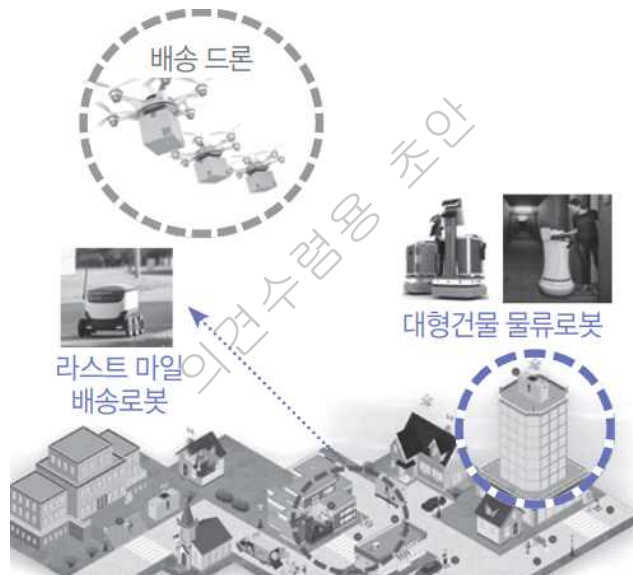 배송 드론
의견수렴용 초안
대형건물 물류로봇
라스트 마일
배송로봇